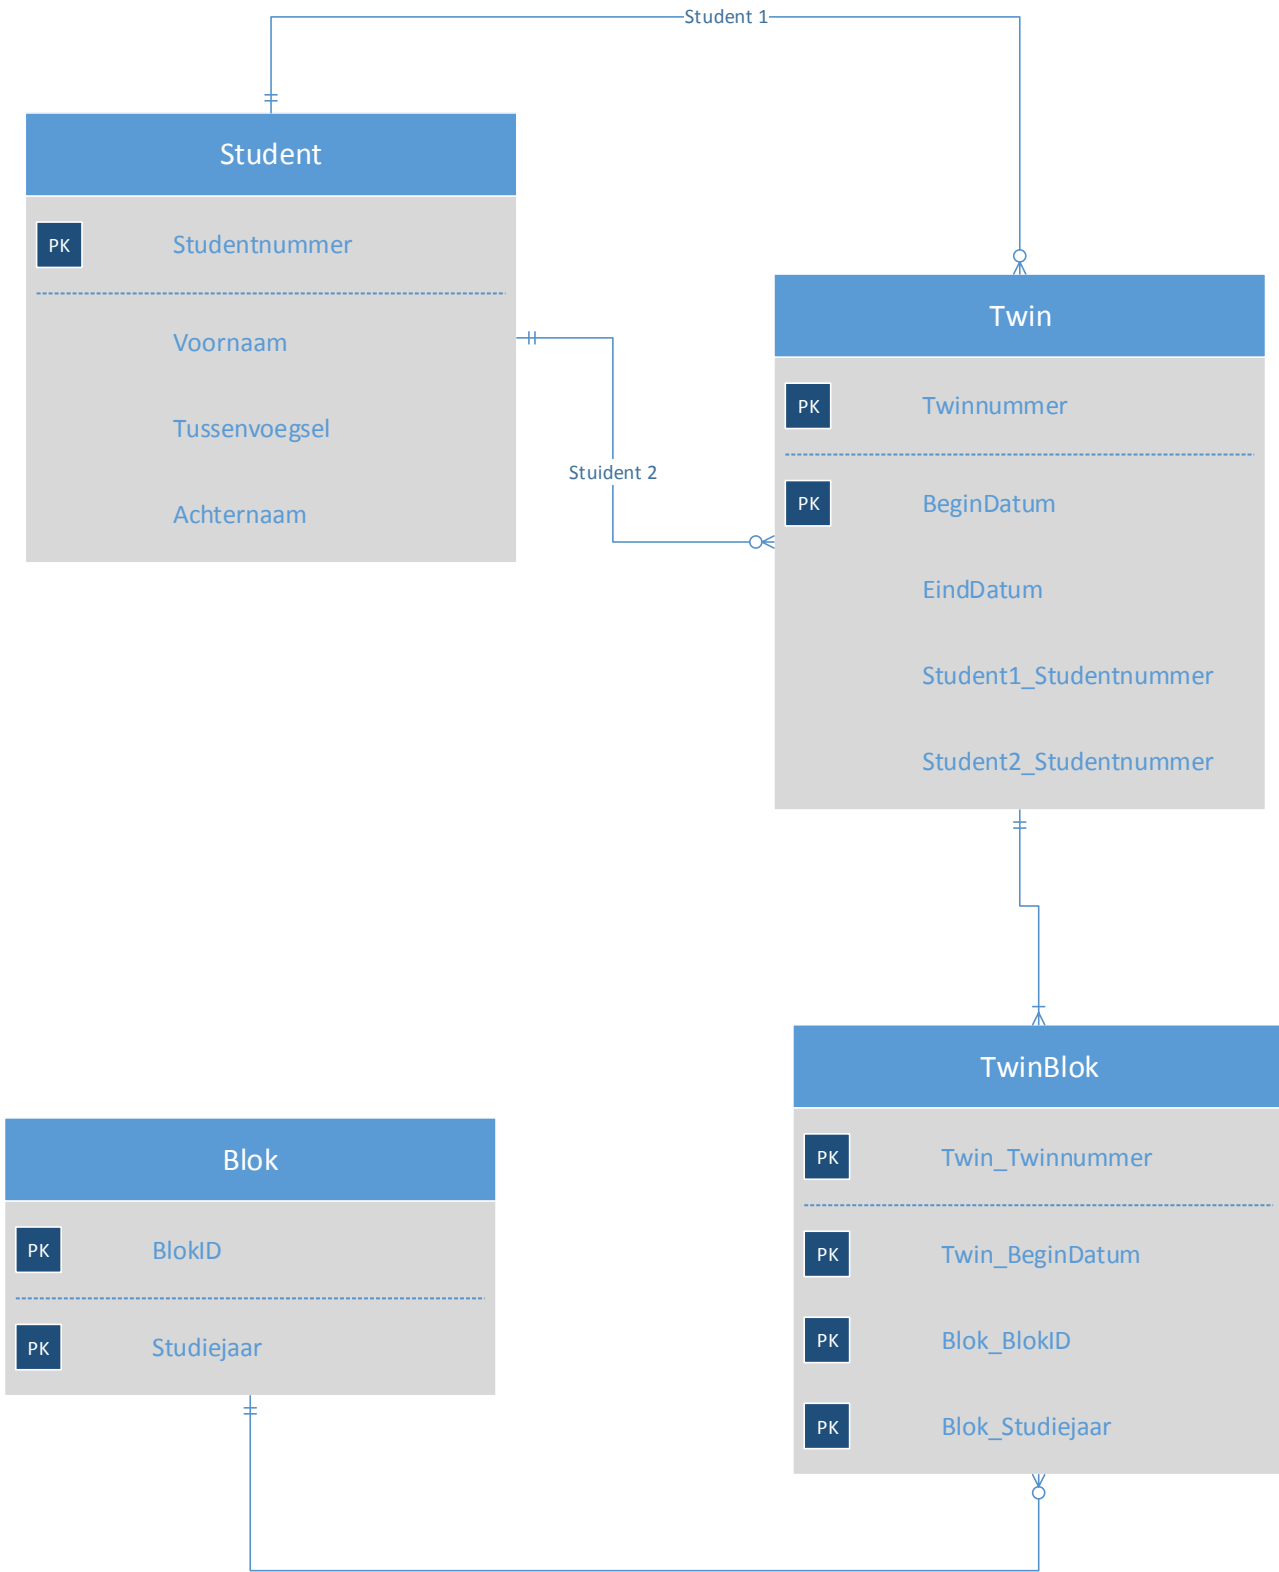 Student 1
Student
PK Studentnummer
Voornaam
Tussenvoegsel
Achternaam
Stuident 2
Twin
PK Twinnummer
PK BeginDatum
EindDatum
Student1_Studentnummer
Student2_Studentnummer
TwinBlok
PK Twin_Twinnummer
PK Twin_BeginDatum
PK Blok_BlokID
PK Blok_Studiejaar
Blok
PK BlokID
PK Studiejaar